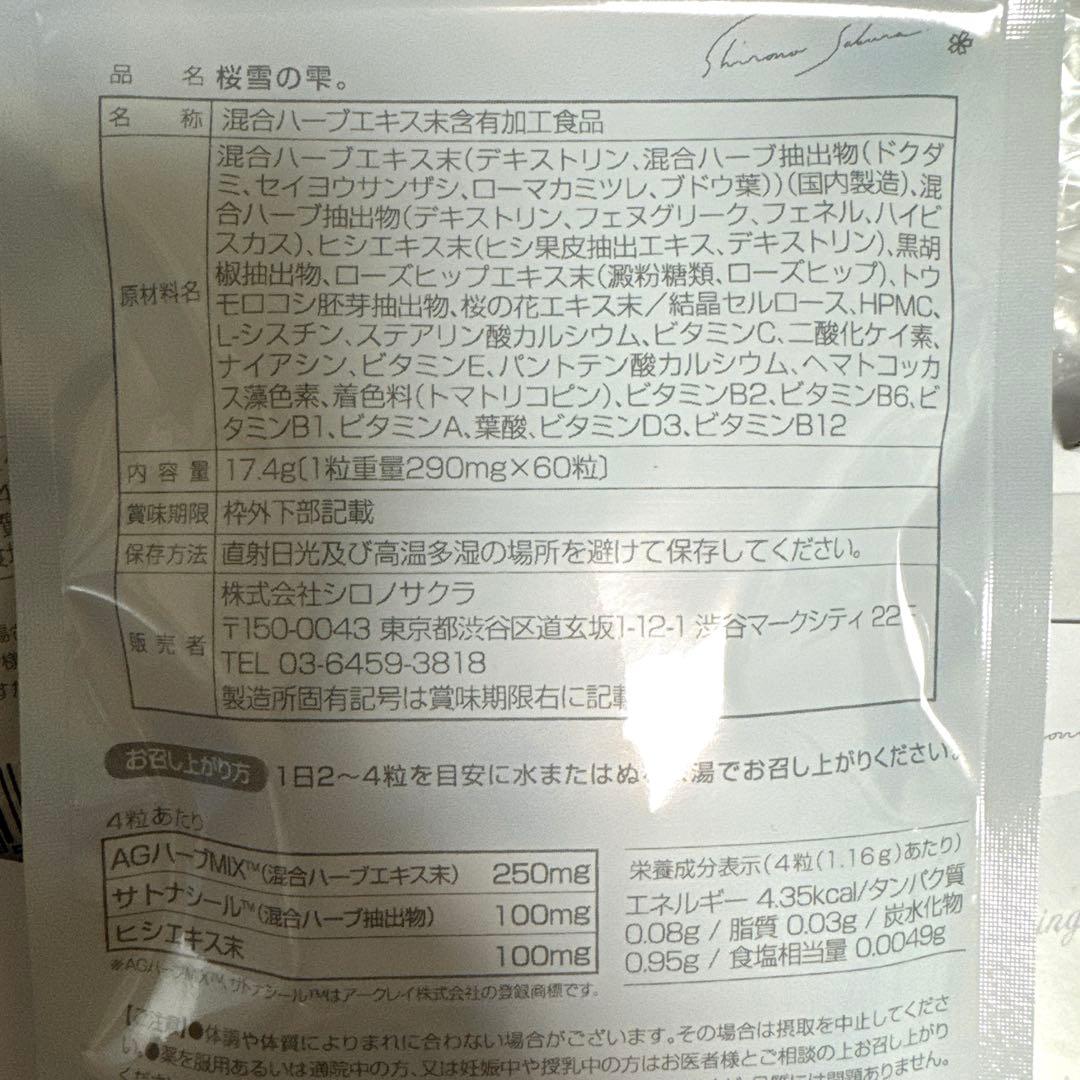 Shirono Sakura
品名 桜雪の雫。
名称 混合ハーブエキス末含有加工食品
原材料名
混合ハーブエキス末(デキストリン、混合ハーブ抽出物(ドクダ
ミ、セイヨウサンザシ、ローマカミツレ、ブドウ葉))(国内製造)、混
合ハーブ抽出物(デキストリン、フェヌグリーク、フェネル、ハイビ
スカス)、ヒシエキス末(ヒシ果皮抽出エキス、デキストリン)、黒胡
椒抽出物、ローズヒップエキス末(澱粉糖類、ローズヒップ)、トウ
モロコシ胚芽抽出物、桜の花エキス末/結晶セルロース、HPMC、
L-シスチン、ステアリン酸カルシウム、ビタミンC、二酸化ケイ素、
ナイアシン、ビタミンE、パントテン酸カルシウム、ヘマトコッカ
ス藻色素、着色料(トマトリコピン)、ビタミンB2、ビタミンB6、ビ
タミンB1、ビタミンA、葉酸、ビタミンD3、ビタミンB12
内容量 17.4g〔1粒重量290mg×60粒〕
賞味期限 枠外下部記載
保存方法 直射日光及び高温多湿の場所を避けて保存してください。
販売者
株式会社シロノサクラ
〒150-0043 東京都渋谷区道玄坂1-12-1 渋谷マークシティ 22
TEL 03-6459-3818
製造所固有記号は賞味期限右に記載
お召し上がり方 1日2～4粒を目安に水またはぬ 湯でお召し上がりください。
4粒あたり
AGハーブMIX™(混合ハーブエキス末) 250mg
サトナシール™(混合ハーブ抽出物) 100mg
ヒシエキス末 100mg
※AGハーブMIX™、サトナシール™はアークレイ株式会社の登録商標です。
栄養成分表示(4粒(1.16g)あたり)
エネルギー 4.35kcal/タンパク質
0.08g / 脂質 0.03g / 炭水化物
0.95g / 食塩相当量 0.0049g
【ご注意】●体調や体質によりまれに合わない場合がございます。その場合は摂取を中止してくださ
い。●薬を服用あるいは通院中の方、又は妊娠中や授乳中の方はお医者様とご相談の上お召し上がり
品質には問題ありません。